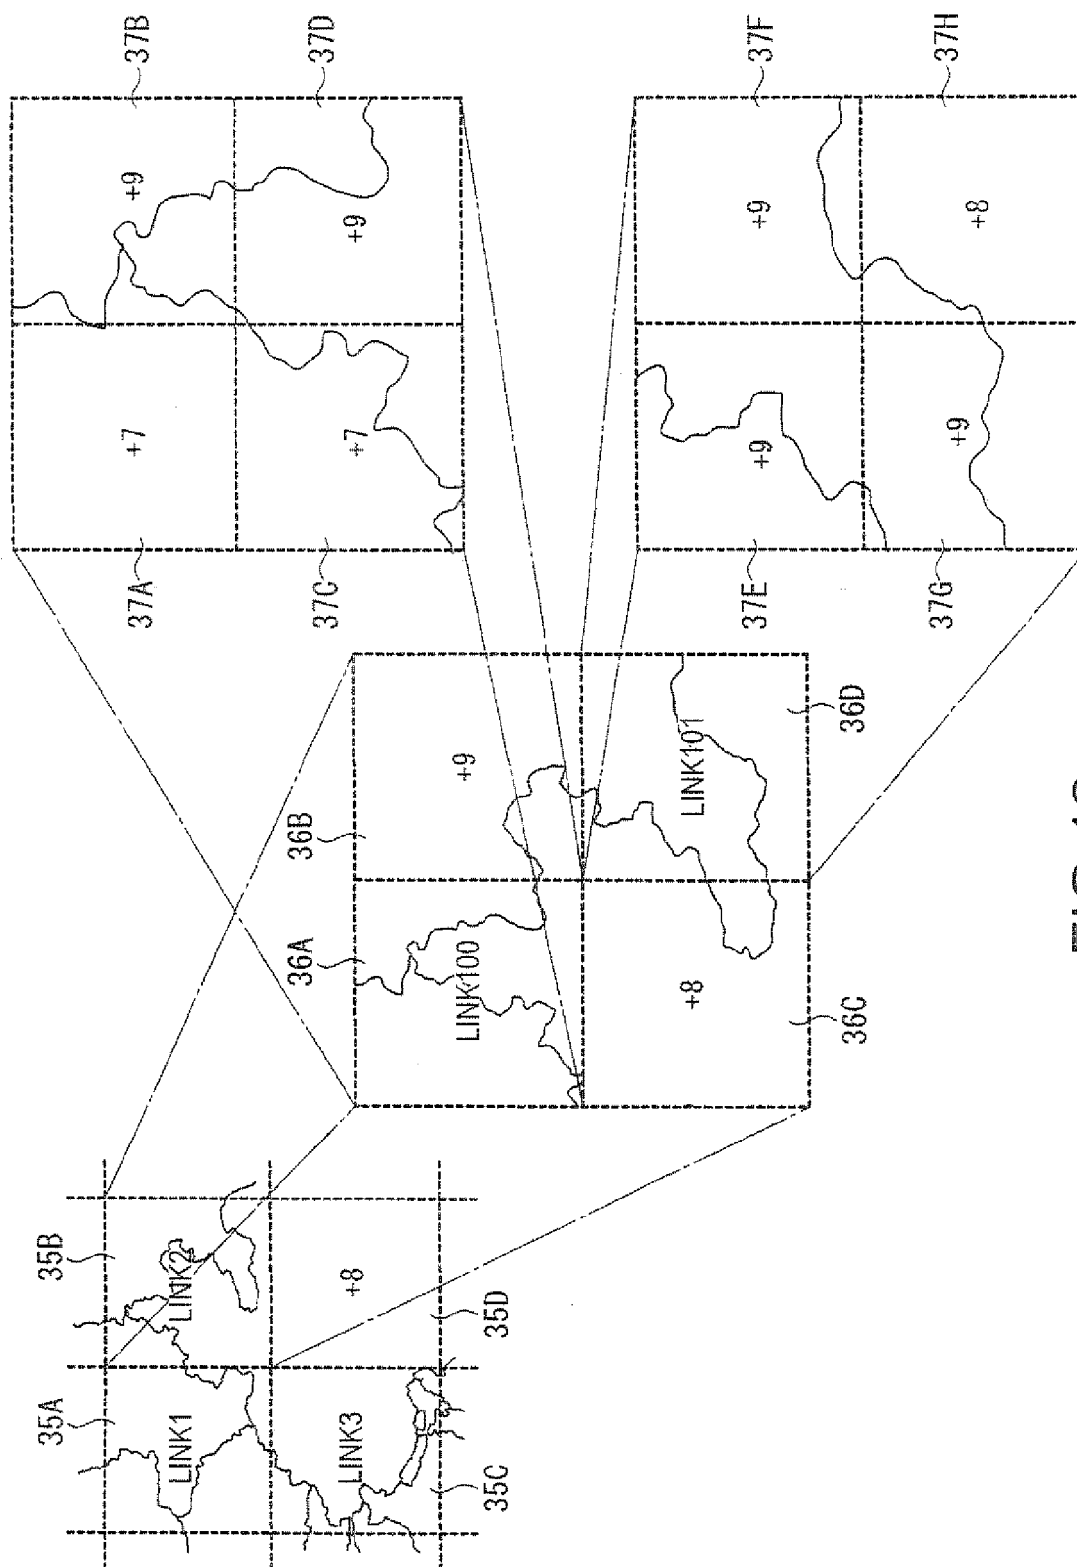 35A
35B
LINK1
LINK2
LINK3
+8
35C
35D
36A
36B
LINK100
+9
+8
LINK101
36C
36D
37A
37B
+7
+9
+7
+9
37C
37D
37E
37F
+9
+9
+9
+8
37G
37H